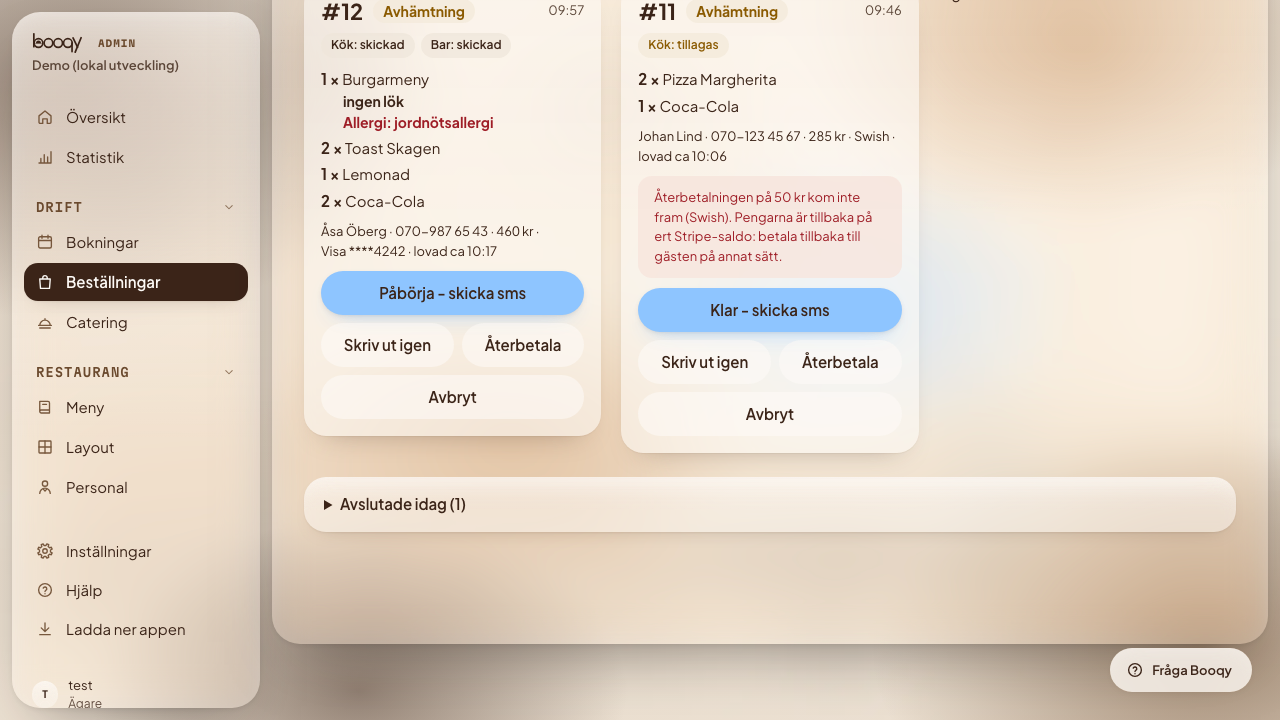 booqy ADMIN
Demo (lokal utveckling)
Översikt
Statistik
DRIFT
Bokningar
Beställningar
Catering
RESTAURANG
Meny
Layout
Personal
Inställningar
Hjälp
Ladda ner appen
T test
Ägare
#12 Avhämtning 09:57
Kök: skickad Bar: skickad
1 × Burgarmeny
ingen lök
Allergi: jordnötsallergi
2 × Toast Skagen
1 × Lemonad
2 × Coca-Cola
Åsa Öberg · 070-987 65 43 · 460 kr ·
Visa ****4242 · lovad ca 10:17
Påbörja – skicka sms
Skriv ut igen Återbetala
Avbryt
#11 Avhämtning 09:46
Kök: tillagas
2 × Pizza Margherita
1 × Coca-Cola
Johan Lind · 070-123 45 67 · 285 kr · Swish ·
lovad ca 10:06
Återbetalningen på 50 kr kom inte
fram (Swish). Pengarna är tillbaka på
ert Stripe-saldo: betala tillbaka till
gästen på annat sätt.
Klar – skicka sms
Skriv ut igen Återbetala
Avbryt
Avslutade idag (1)
Fråga Booqy